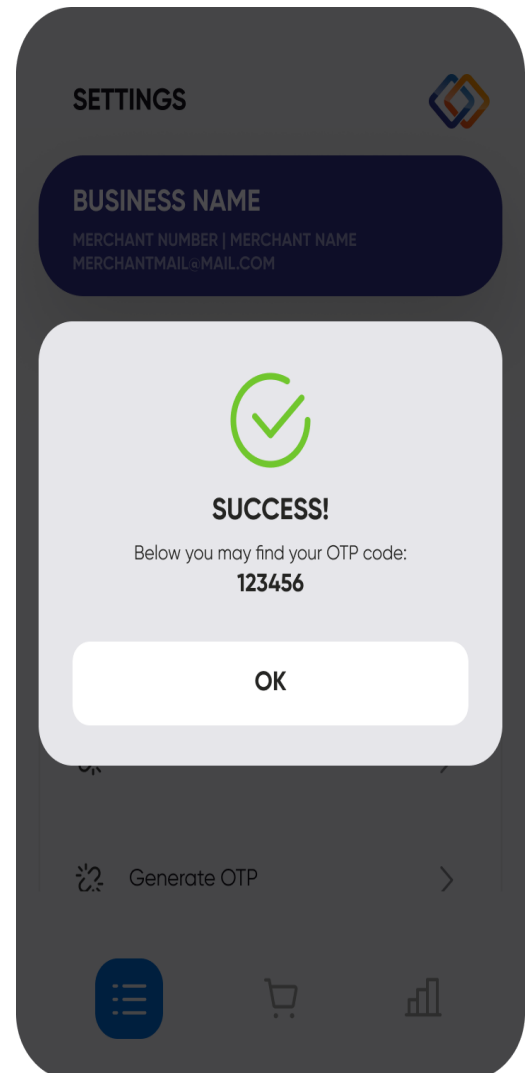 SETTINGS
BUSINESS NAME
MERCHANT NUMBER | MERCHANT NAME
MERCHANTMAIL@MAIL.COM
SUCCESS!
Below you may find your OTP code:
123456
OK
Generate OTP